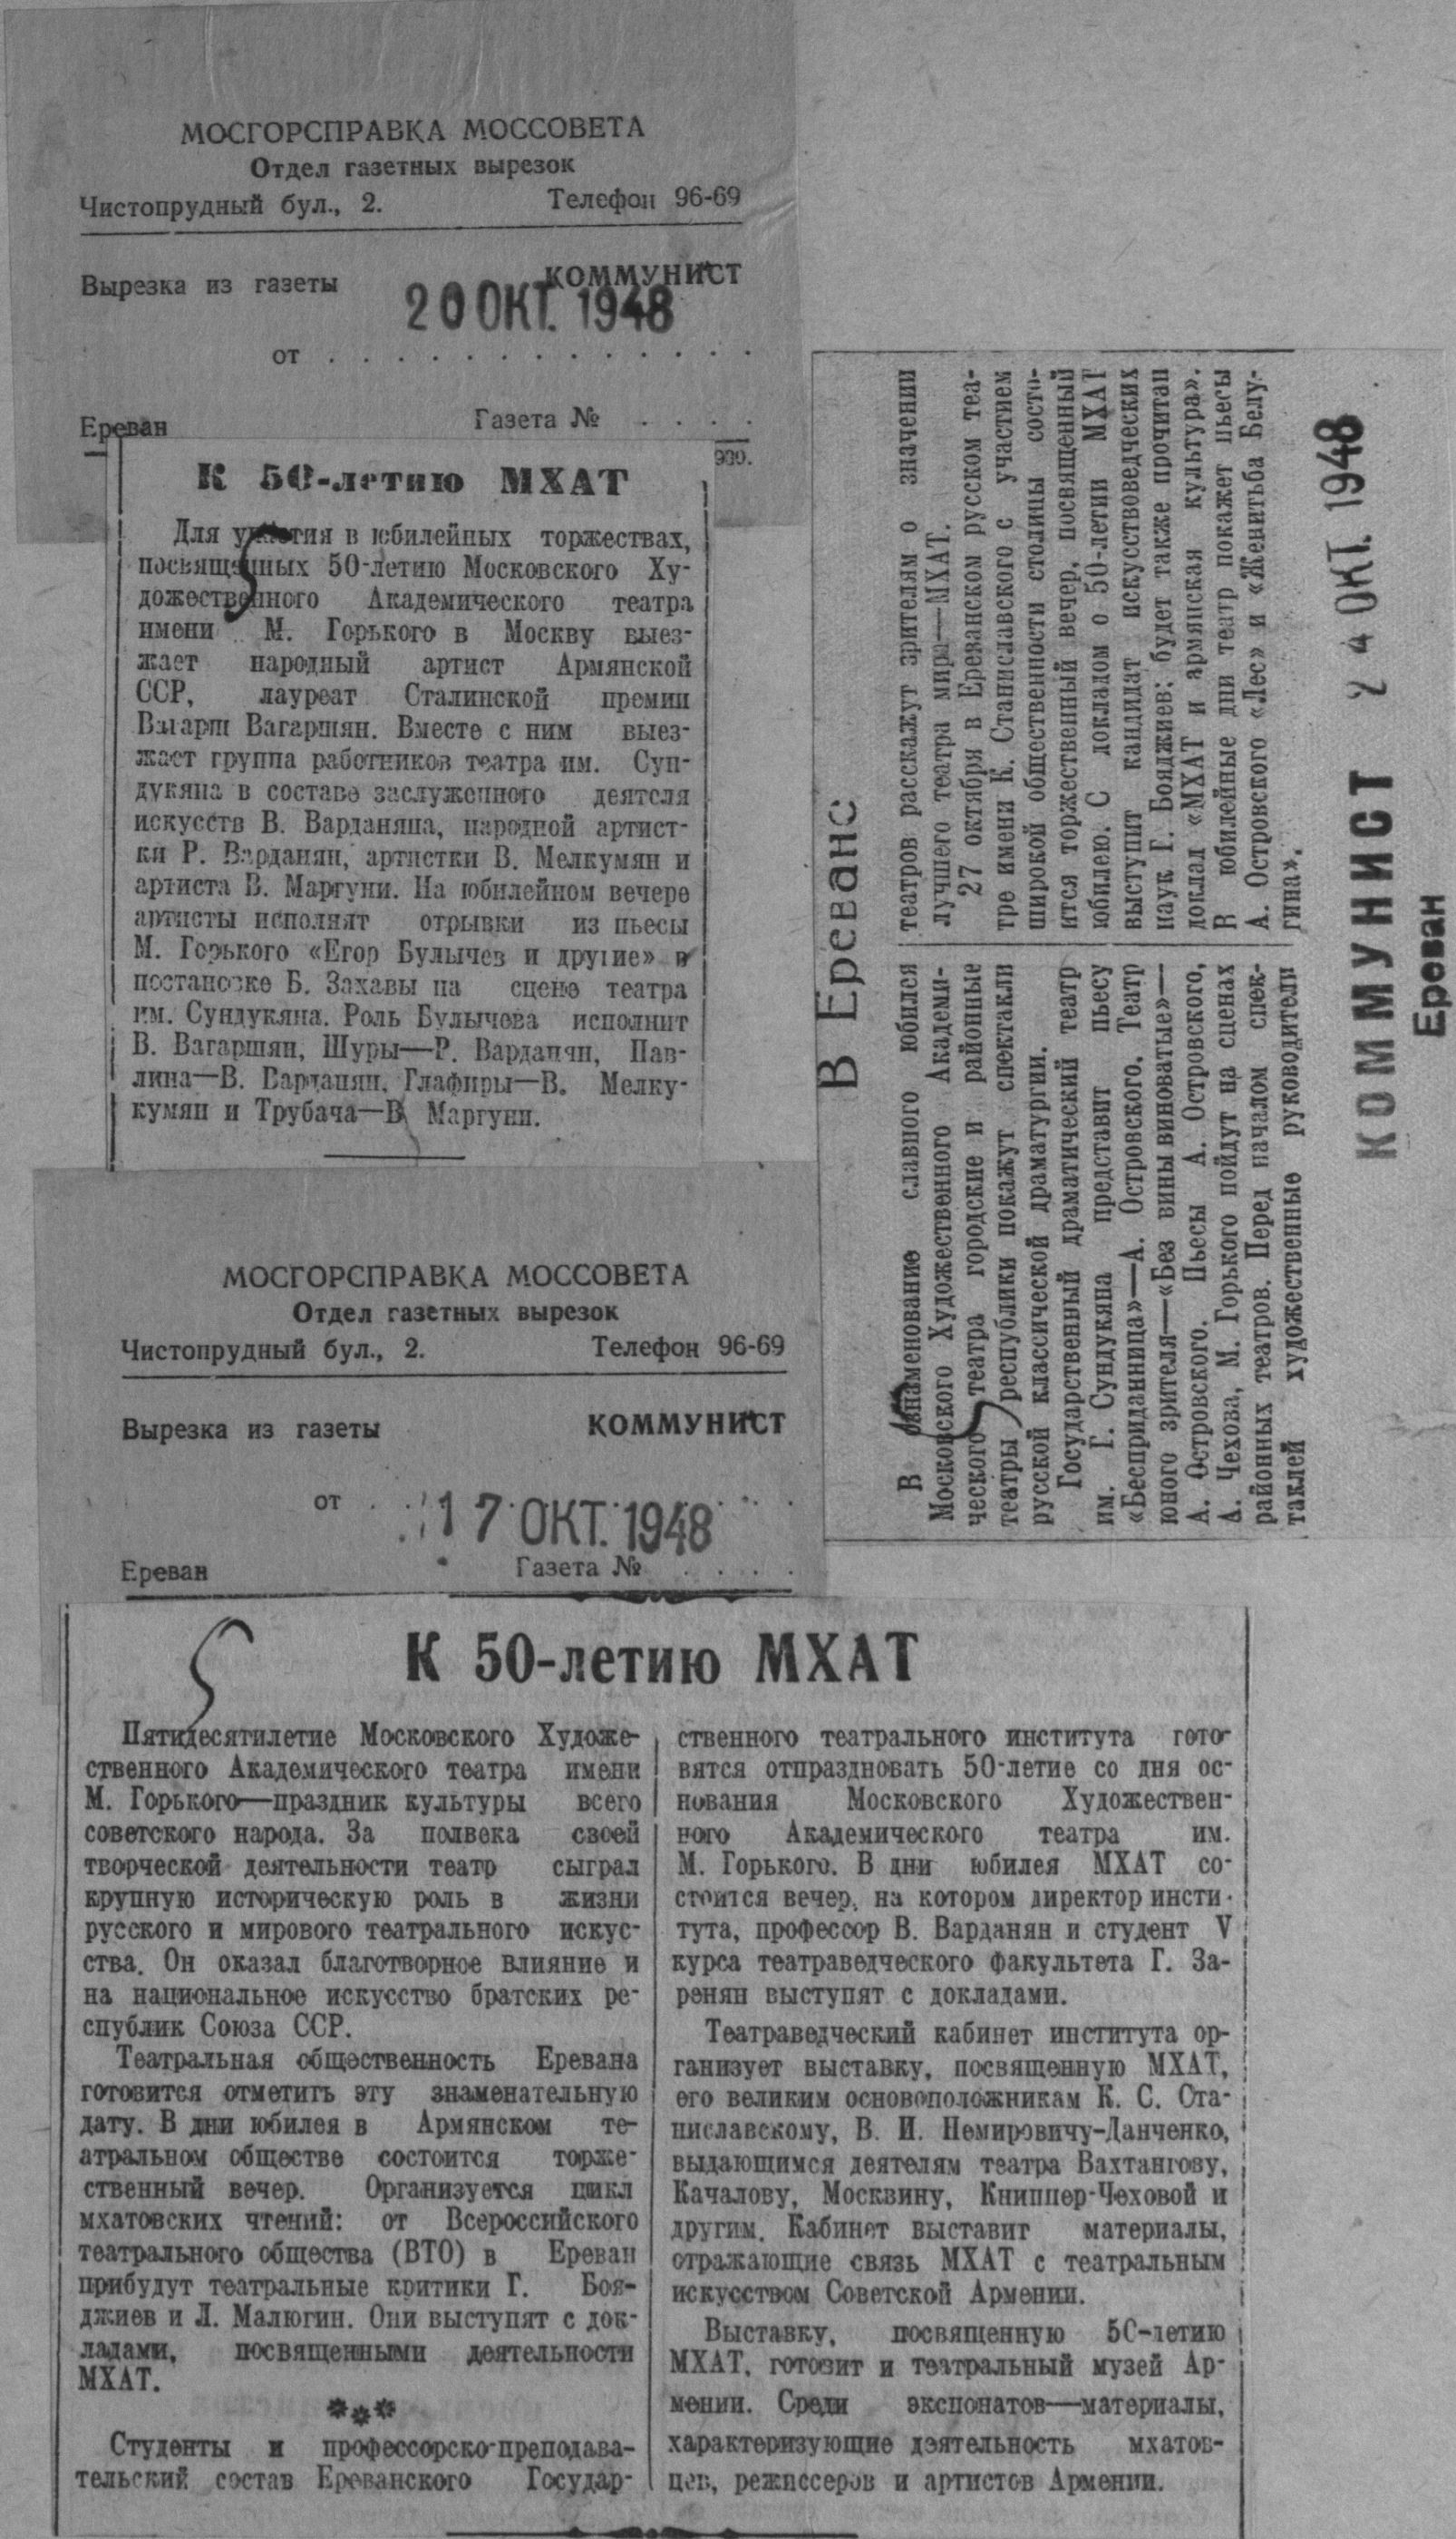 МОСГОРСПРАВКА МОССОВЕТА
Отдел газетных вырезок
Чистопрудный бул., 2. Телефон 96-69
Вырезка из газеты КОММУНИСТ
20 ОКТ. 1948
от . . . . . . . . . . . . .
Ереван Газета № . . . .
К 50-летию МХАТ
Для участия в юбилейных торжествах,
посвященных 50-летию Московского Ху-
дожественного Академического театра
имени М. Горького в Москву выез-
жает народный артист Армянской
ССР, лауреат Сталинской премии
Вагарш Вагаршян. Вместе с ним выез-
жает группа работников театра им. Сун-
дукяна в составе заслуженного деятеля
искусств В. Варданяна, народной артист-
ки Р. Варданян, артистки В. Мелкумян и
артиста В. Маргуни. На юбилейном вечере
артисты исполнят отрывки из пьесы
М. Горького «Егор Булычев и другие» в
постановке Б. Захавы на сцене театра
им. Сундукяна. Роль Булычева исполнит
В. Вагаршян, Шуры—Р. Варданян, Пав-
лина—В. Варданян, Глафиры—В. Мелку-
кумян и Трубача—В. Маргуни.
МОСГОРСПРАВКА МОССОВЕТА
Отдел газетных вырезок
Чистопрудный бул., 2. Телефон 96-69
Вырезка из газеты КОММУНИСТ
от . . 17 ОКТ. 1948
Ереван Газета № . . . .
К 50-летию МХАТ
Пятидесятилетие Московского Художе-
ственного Академического театра имени
М. Горького—праздник культуры всего
советского народа. За полвека своей
творческой деятельности театр сыграл
крупную историческую роль в жизни
русского и мирового театрального искус-
ства. Он оказал благотворное влияние и
на национальное искусство братских ре-
спублик Союза ССР.
Театральная общественность Еревана
готовится отметить эту знаменательную
дату. В дни юбилея в Армянском те-
атральном обществе состоится торже-
ственный вечер. Организуется цикл
мхатовских чтений: от Всероссийского
театрального общества (ВТО) в Ереван
прибудут театральные критики Г. Боя-
джиев и Л. Малюгин. Они выступят с док-
ладами, посвященными деятельности
МХАТ.
***
Студенты и профессорско-преподава-
тельский состав Ереванского Государ-
ственного театрального института гото-
вятся отпраздновать 50-летие со дня ос-
нования Московского Художествен-
ного Академического театра им.
М. Горького. В дни юбилея МХАТ со-
стоится вечер, на котором директор инсти-
тута, профессор В. Варданян и студент V
курса театраведческого факультета Г. За-
ренян выступят с докладами.
Театраведческий кабинет института ор-
ганизует выставку, посвященную МХАТ,
его великим основоположникам К. С. Ста-
ниславскому, В. И. Немировичу-Данченко,
выдающимся деятелям театра Вахтангову,
Качалову, Москвину, Книппер-Чеховой и
другим. Кабинет выставит материалы,
отражающие связь МХАТ с театральным
искусством Советской Армении.
Выставку, посвященную 50-летию
МХАТ, готовит и театральный музей Ар-
мении. Среди экспонатов—материалы,
характеризующие деятельность мхатов-
цев, режиссеров и артистов Армении.
В Ереване
В ознаменование славного юбилея
Московского Художественного Академи-
ческого театра городские и районные
театры республики покажут спектакли
русской классической драматургии.
Государственный драматический театр
им. Г. Сундукяна представит пьесу
«Бесприданница»—А. Островского. Театр
юного зрителя—«Без вины виноватые»—
А. Островского. Пьесы А. Островского,
А. Чехова, М. Горького пойдут на сценах
районных театров. Перед началом спек-
таклей художественные руководители
театров расскажут зрителям о значении
лучшего театра мира—МХАТ.
27 октября в Ереванском русском теа-
тре имени К. Станиславского с участием
широкой общественности столицы состо-
ится торжественный вечер, посвященный
юбилею. С докладом о 50-летии МХАТ
выступит кандидат искусствоведческих
наук Г. Бояджиев; будет также прочитан
доклад «МХАТ и армянская культура».
В юбилейные дни театр покажет пьесы
А. Островского «Лес» и «Женитьба Белу-
гина».
КОММУНИСТ 24 ОКТ. 1948
Ереван